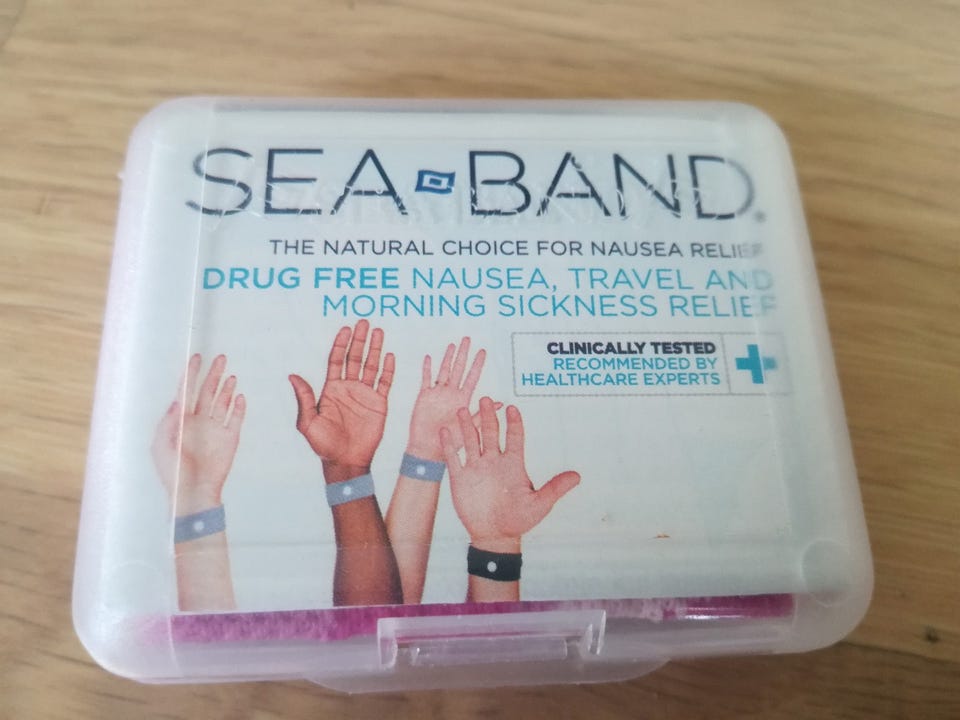 SEA BAND®
THE NATURAL CHOICE FOR NAUSEA RELIEF
DRUG FREE NAUSEA, TRAVEL AND
MORNING SICKNESS RELIEF
CLINICALLY TESTED
RECOMMENDED BY
HEALTHCARE EXPERTS